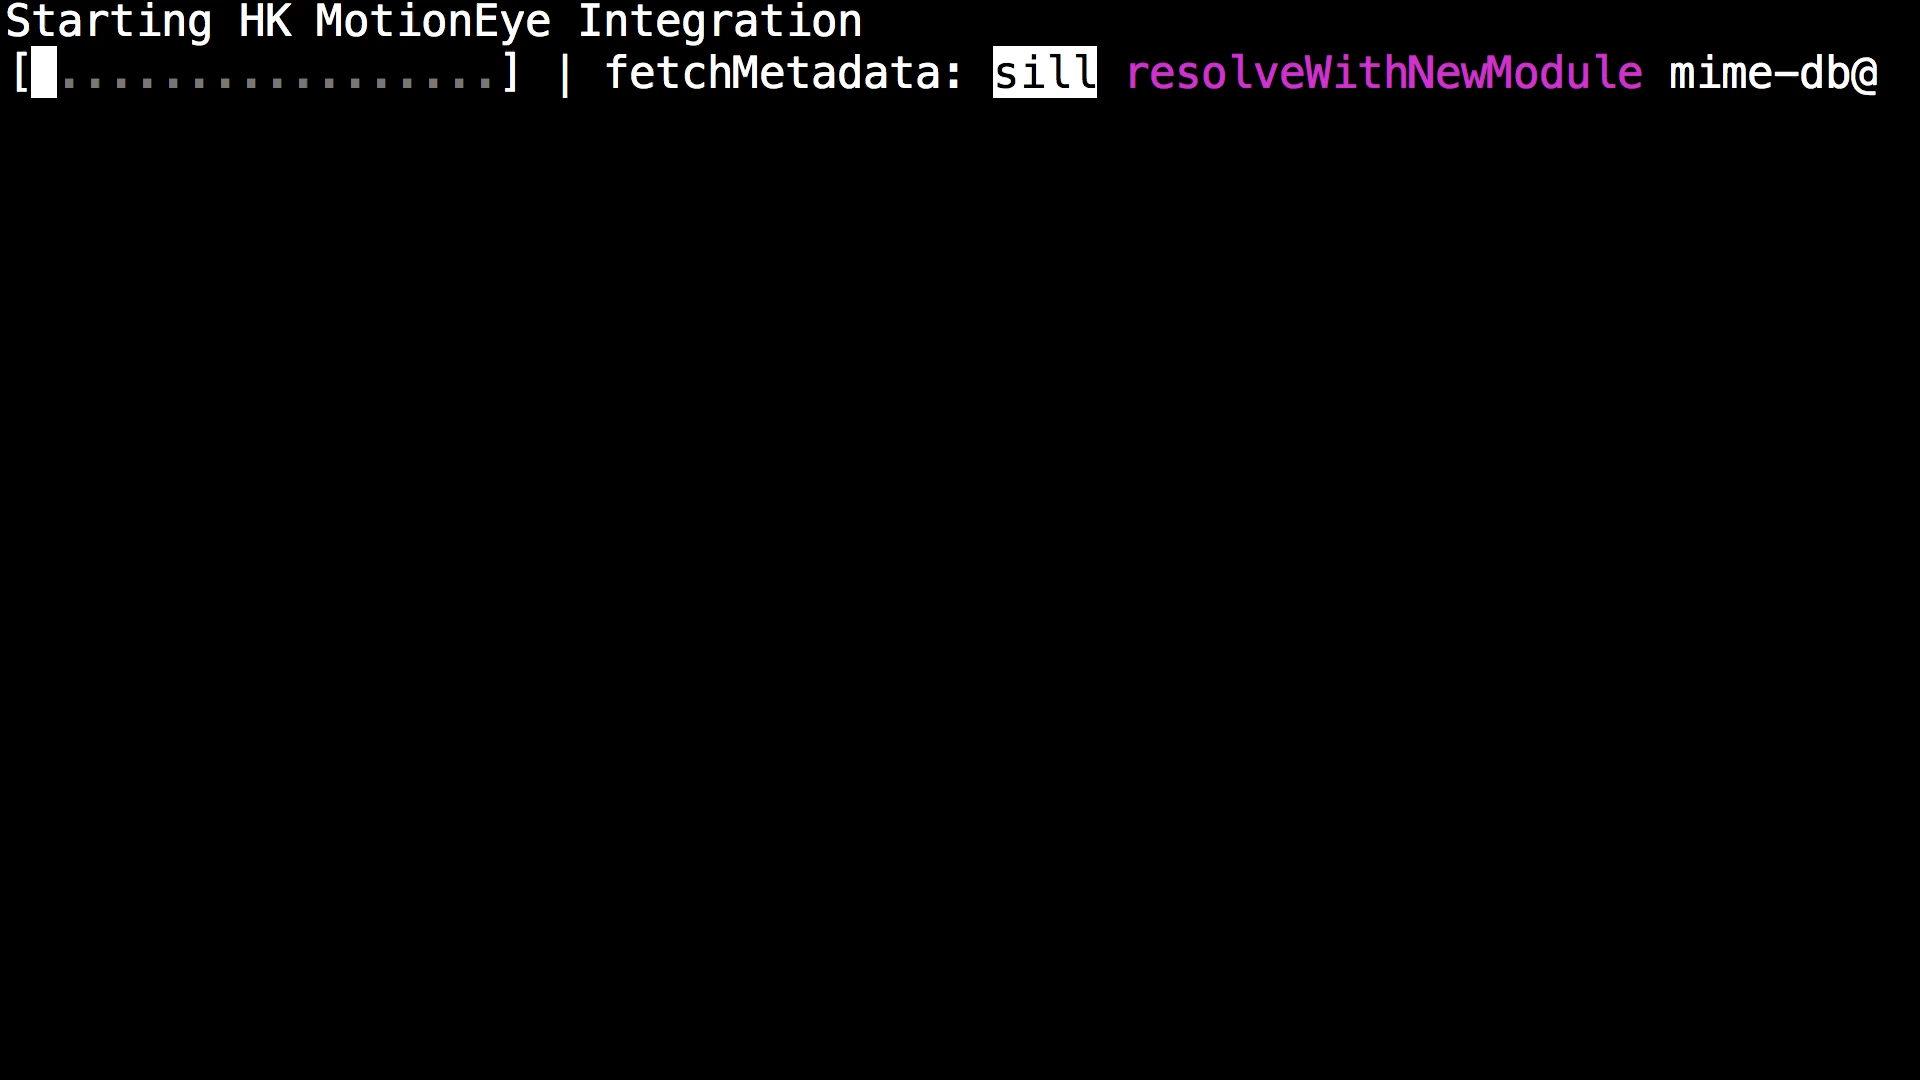 Starting HK MotionEye Integration
[ .................] | fetchMetadata: sill resolveWithNewModule mime-db@